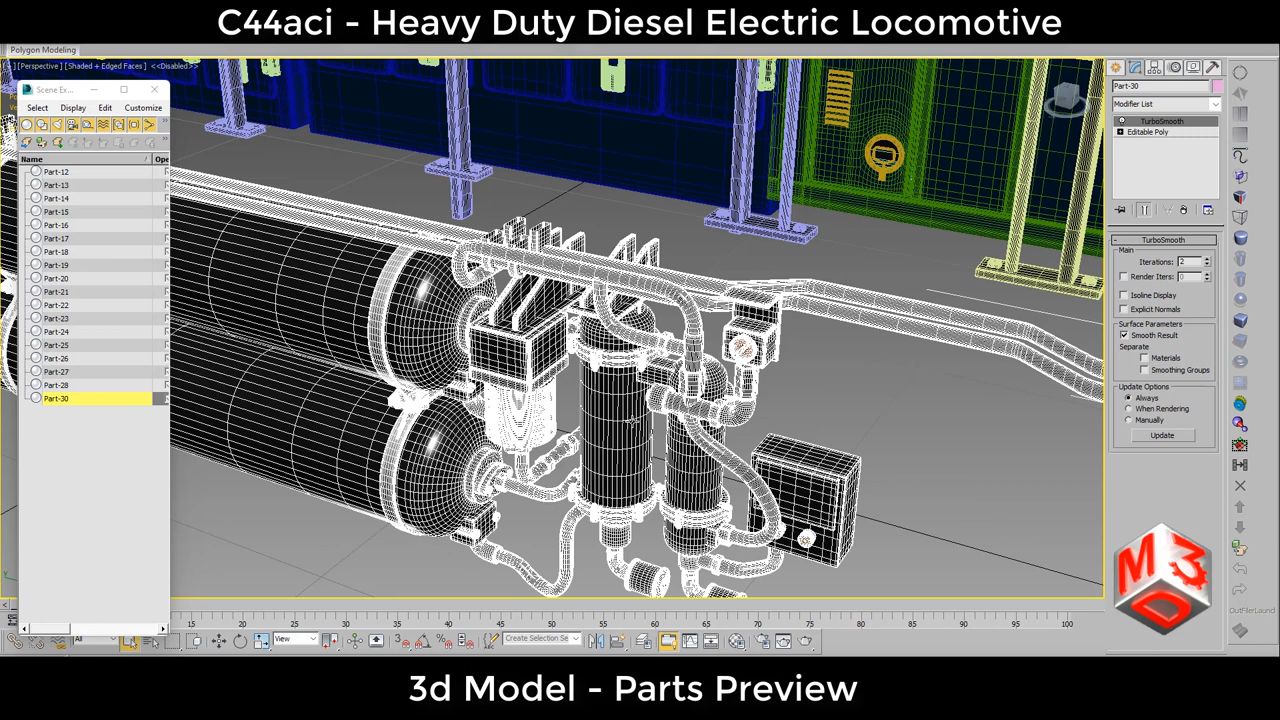 C44aci - Heavy Duty Diesel Electric Locomotive
Polygon Modeling
[Perspective] [Shaded + Edged Faces] <<Disabled>>
Scene Ex...
Select Display Edit Customize
Name
Part-12
Part-13
Part-14
Part-15
Part-16
Part-17
Part-18
Part-19
Part-20
Part-21
Part-22
Part-23
Part-24
Part-25
Part-26
Part-27
Part-28
Part-30
Part-30
Modifier List
TurboSmooth
Editable Poly
TurboSmooth
Main
Iterations: 2
Render Iters: 0
Isoline Display
Explicit Normals
Surface Parameters
Smooth Result
Separate
Materials
Smoothing Groups
Update Options
Always
When Rendering
Manually
Update
M3D
15 20 25 30 35 40 45 50 55 60 65 70 75 80 85 90 95 100
All
View
Create Selection Se
3d Model - Parts Preview